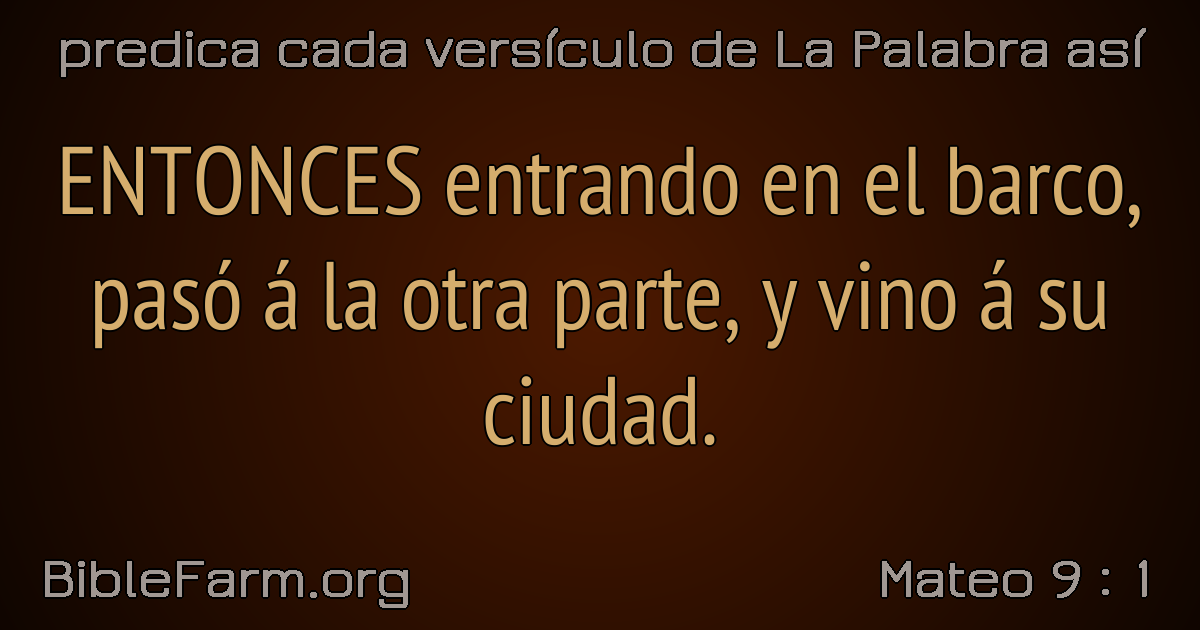 predica cada versículo de La Palabra así
ENTONCES entrando en el barco,
pasó á la otra parte, y vino á su
ciudad.
BibleFarm.org
Mateo 9 : 1